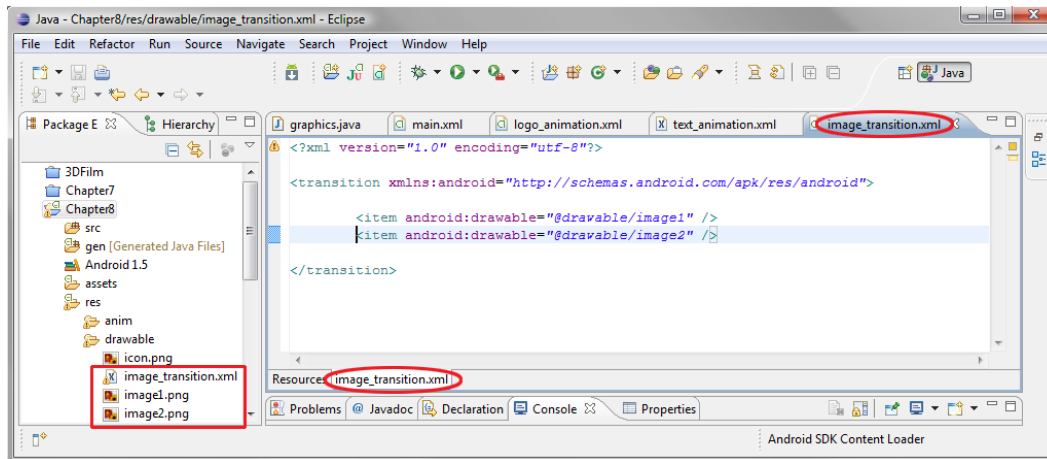 Java - Chapter8/res/drawable/image_transition.xml - Eclipse
File Edit Refactor Run Source Navigate Search Project Window Help
Java
Package E Hierarchy
graphics.java main.xml logo_animation.xml text_animation.xml image_transition.xml
3DFilm
Chapter7
Chapter8
src
gen [Generated Java Files]
Android 1.5
assets
res
anim
drawable
icon.png
image_transition.xml
image1.png
image2.png
<?xml version="1.0" encoding="utf-8"?>
<transition xmlns:android="http://schemas.android.com/apk/res/android">
<item android:drawable="@drawable/image1" />
<item android:drawable="@drawable/image2" />
</transition>
Resources image_transition.xml
Problems @ Javadoc Declaration Console Properties
Android SDK Content Loader